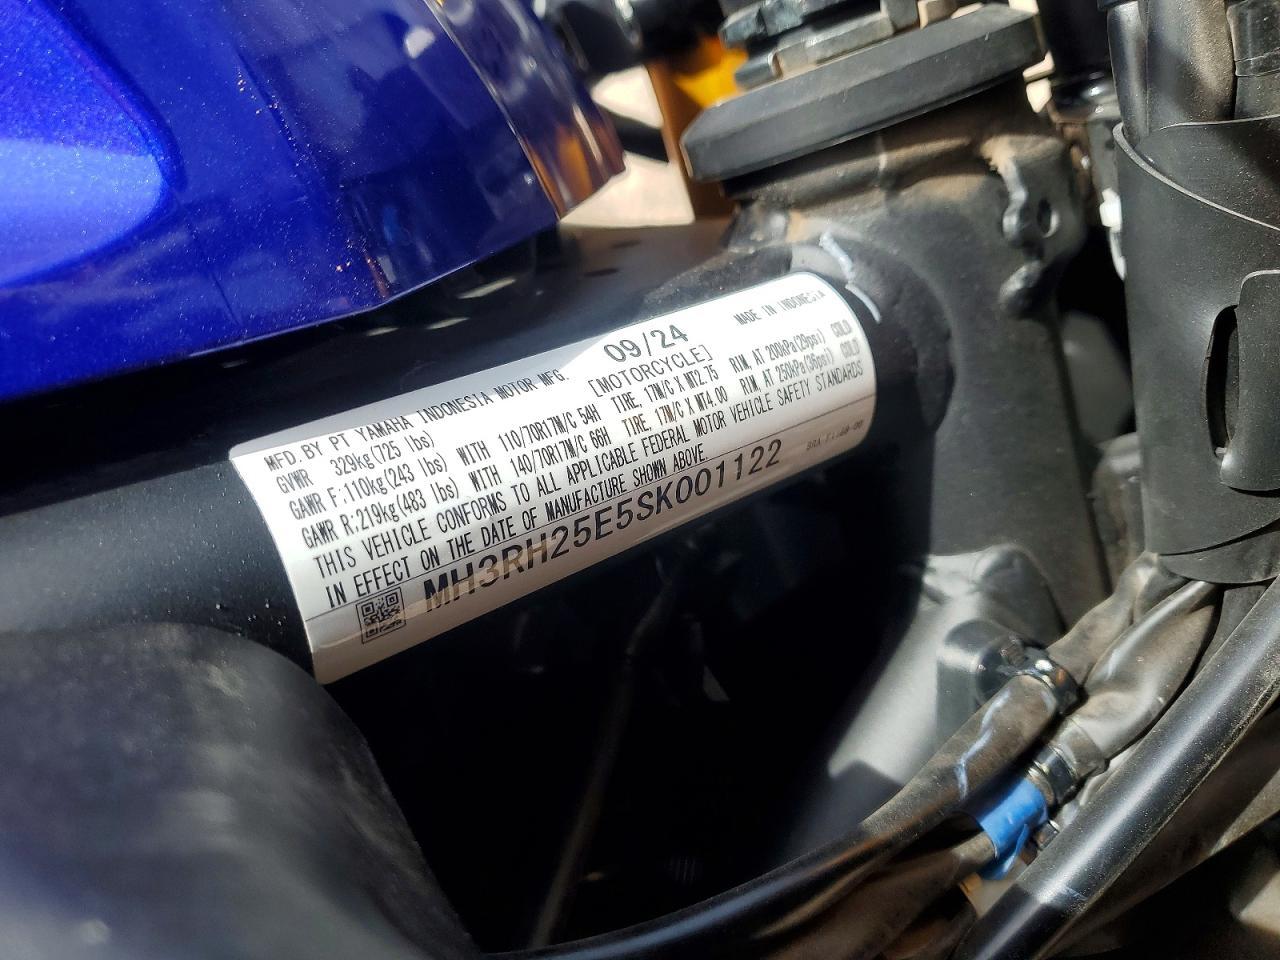 09/24
MADE IN INDONESIA
MFD.BY PT YAMAHA INDONESIA MOTOR MFG. [MOTORCYCLE]
GVWR 329kg(725 lbs)
GAWR F:110kg(243 lbs) WITH 110/70R17M/C 54H TIRE, 17M/C X MT2.75 RIM, AT 200kPa(29psi) COLD
GAWR R:219kg(483 lbs) WITH 140/70R17M/C 66H TIRE, 17M/C X MT4.00 RIM, AT 250kPa(36psi) COLD
THIS VEHICLE CONFORMS TO ALL APPLICABLE FEDERAL MOTOR VEHICLE SAFETY STANDARDS
IN EFFECT ON THE DATE OF MANUFACTURE SHOWN ABOVE.
MH3RH25E5SK001122